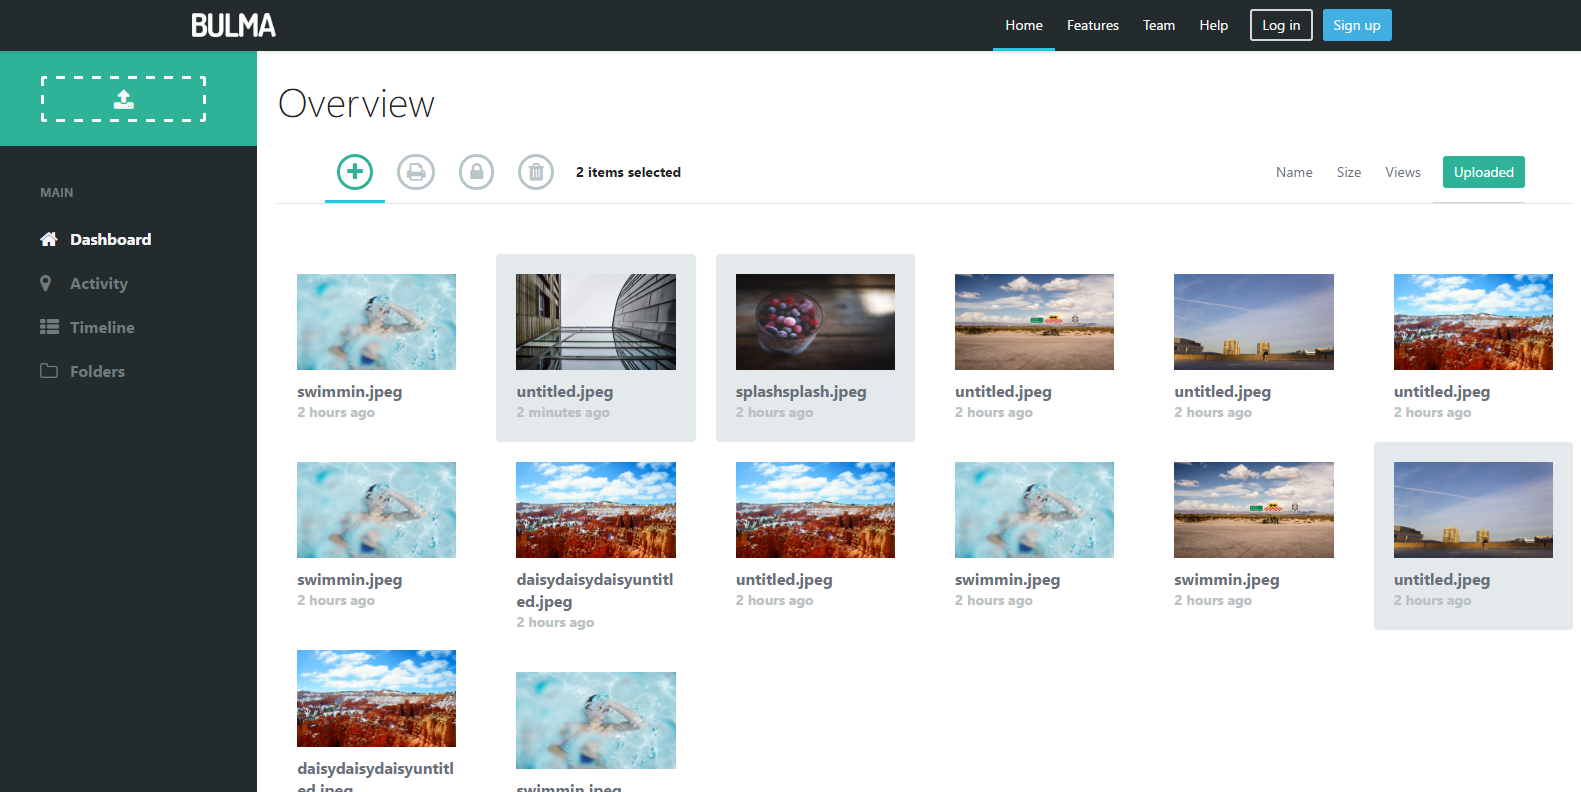 BULMA
Home
Features
Team
Help
Log in
Sign up
Overview
2 items selected
Name
Size
Views
Uploaded
MAIN
Dashboard
Activity
Timeline
Folders
swimmin.jpeg
2 hours ago
untitled.jpeg
2 minutes ago
splashsplash.jpeg
2 hours ago
untitled.jpeg
2 hours ago
untitled.jpeg
2 hours ago
untitled.jpeg
2 hours ago
swimmin.jpeg
2 hours ago
daisydaisydaisyuntitl
ed.jpeg
2 hours ago
untitled.jpeg
2 hours ago
swimmin.jpeg
2 hours ago
swimmin.jpeg
2 hours ago
untitled.jpeg
2 hours ago
daisydaisydaisyuntitl
ed.jpeg
swimmin.jpeg